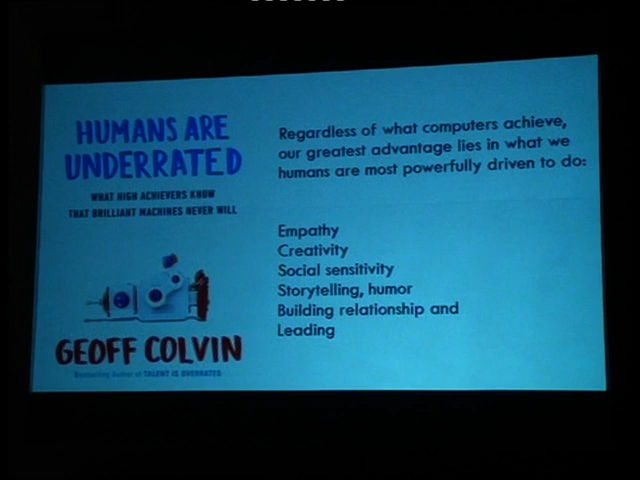 HUMANS ARE
UNDERRATED
WHAT HIGH ACHIEVERS KNOW
THAT BRILLIANT MACHINES NEVER WILL
GEOFF COLVIN
Bestselling Author of TALENT IS OVERRATED
Regardless of what computers achieve,
our greatest advantage lies in what we
humans are most powerfully driven to do:
Empathy
Creativity
Social sensitivity
Storytelling, humor
Building relationship and
Leading